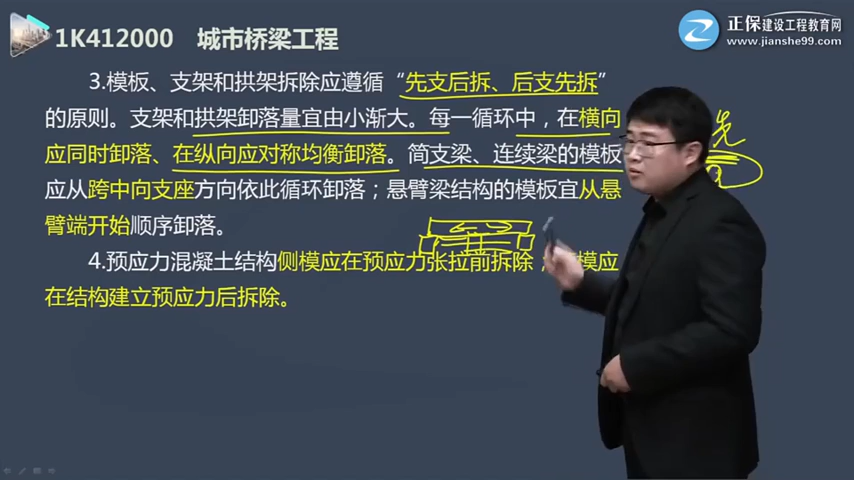 1K412000 城市桥梁工程
正保建设工程教育网
www.jianshe99.com
3.模板、支架和拱架拆除应遵循“先支后拆、后支先拆”
的原则。支架和拱架卸落量宜由小渐大。每一循环中，在横向
应同时卸落、在纵向应对称均衡卸落。简支梁、连续梁的模板
应从跨中向支座方向依此循环卸落；悬臂梁结构的模板宜从悬
臂端开始顺序卸落。
4.预应力混凝土结构侧模应在预应力张拉前拆除；模应
在结构建立预应力后拆除。
先